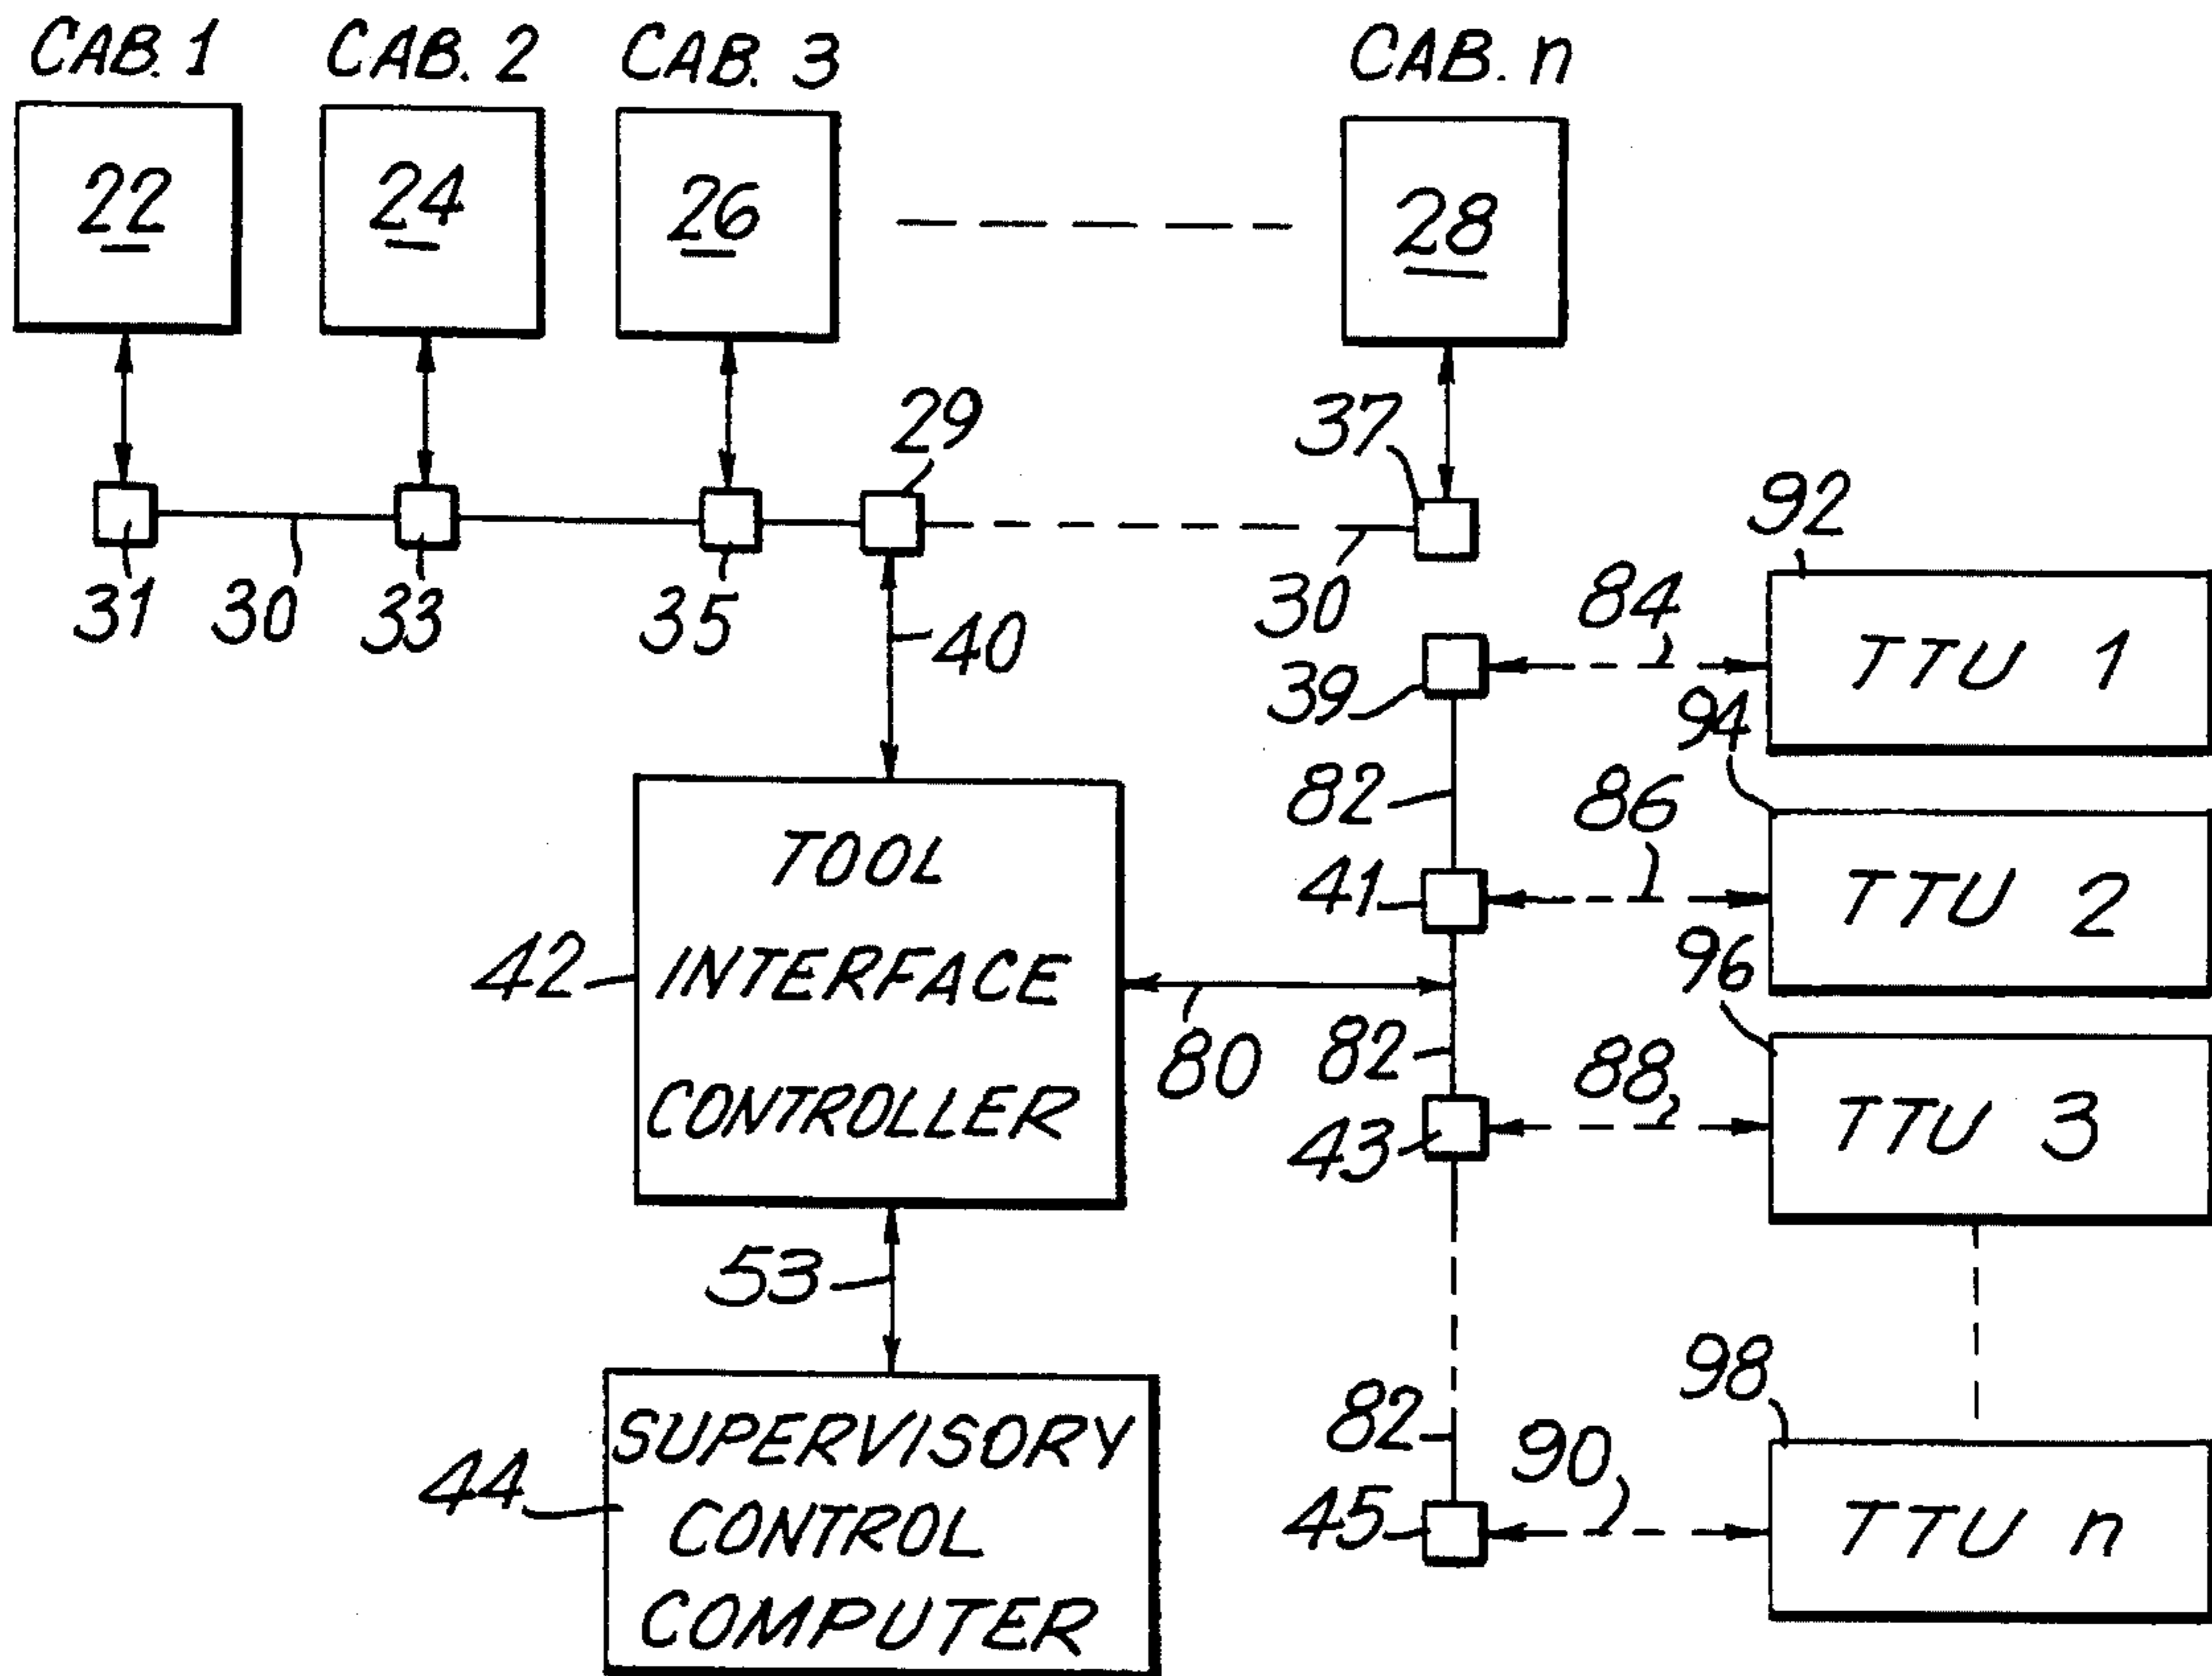 CAB. 1 CAB. 2 CAB. 3 CAB. n
22 24 26 28
29 37
31 30 33 35 40 30
92
84
39 TTU 1
94
82 86
41 TTU 2
TOOL
INTERFACE
CONTROLLER
42 80
96
82 88
43 TTU 3
53
98
82 90
45 TTU n
44
SUPERVISORY
CONTROL
COMPUTER